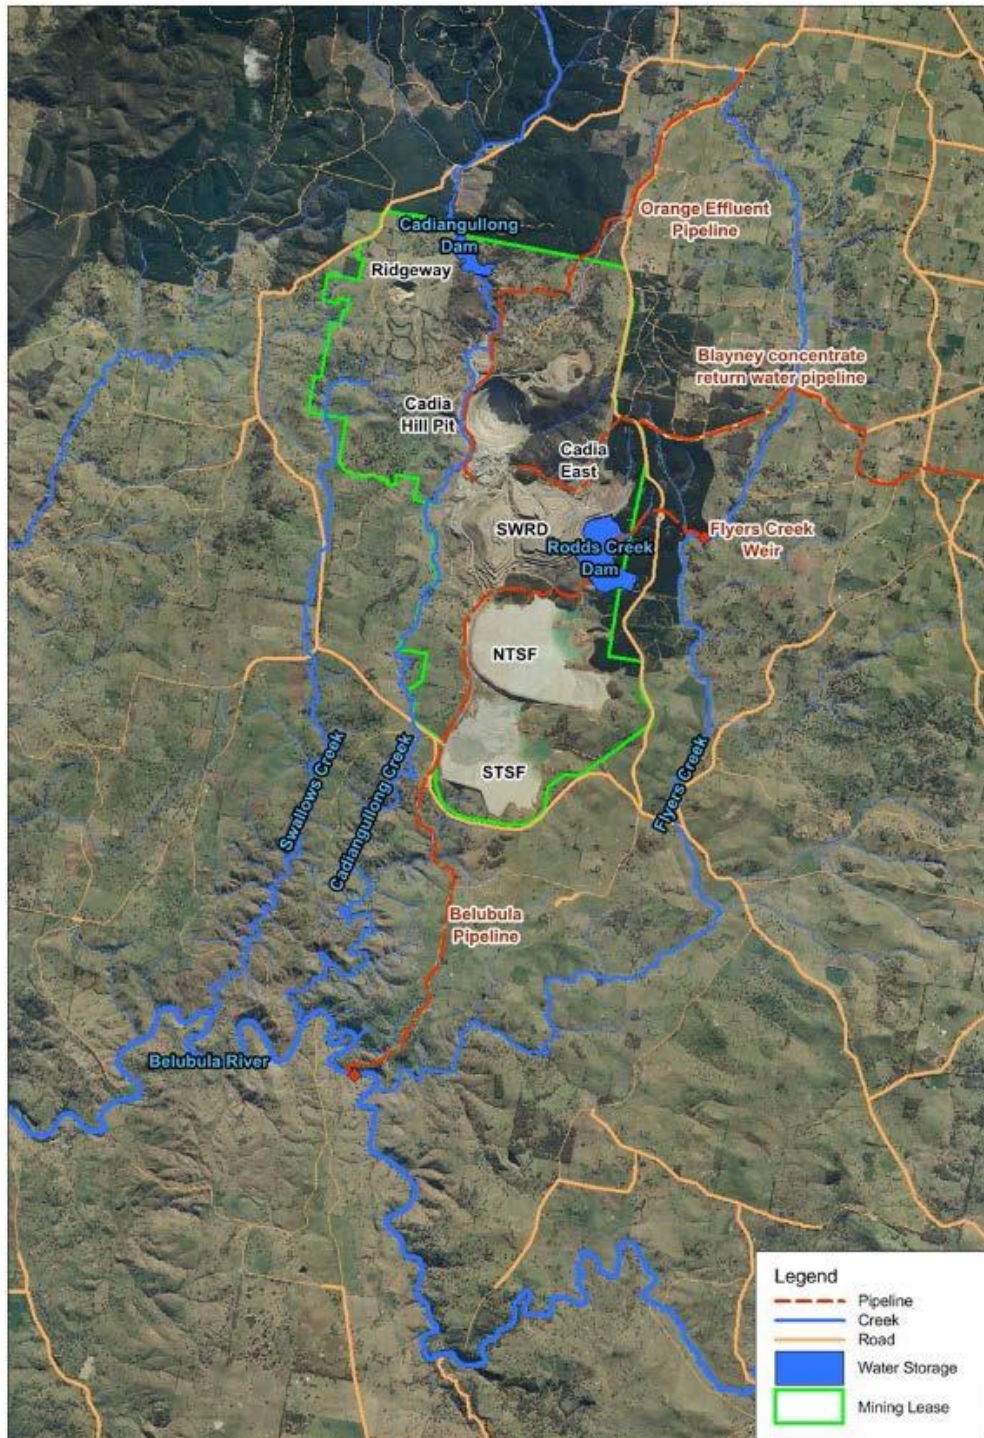 Orange Effluent
Pipeline
Cadiangullong
Dam
Ridgeway
Blayney concentrate
return water pipeline
Cadia
Hill Pit
Cadia
East
SWRD
Rodds Creek
Dam
Flyers Creek
Weir
NTSF
STSF
Swallows Creek
Cadiangullong Creek
Flyers Creek
Belubula
Pipeline
Belubula River
Legend
Pipeline
Creek
Road
Water Storage
Mining Lease